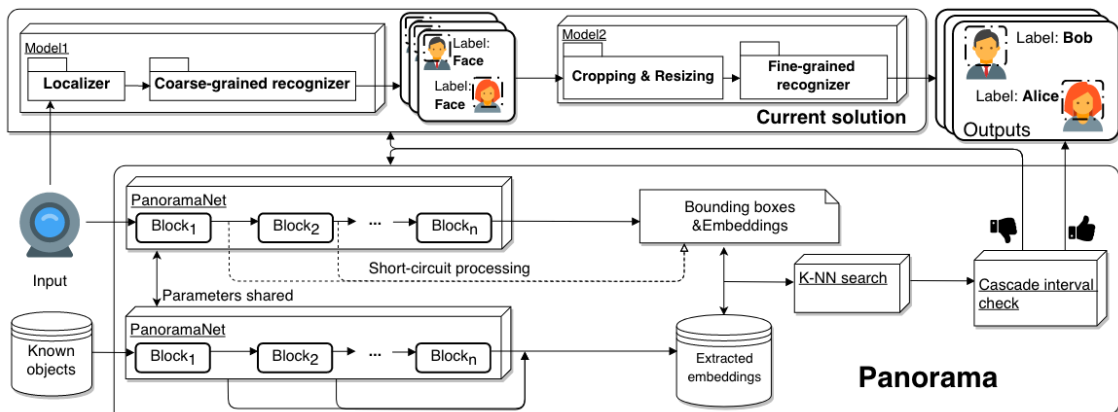 Model1
Localizer
Coarse-grained recognizer
Label:
Face
Label:
Face
Model2
Cropping & Resizing
Fine-grained
recognizer
Current solution
Label: Bob
Label: Alice
Outputs
Input
PanoramaNet
Block1
Block2
...
Blockn
Bounding boxes
&Embeddings
Short-circuit processing
Parameters shared
K-NN search
Cascade interval
check
Known
objects
PanoramaNet
Block1
Block2
...
Blockn
Extracted
embeddings
Panorama